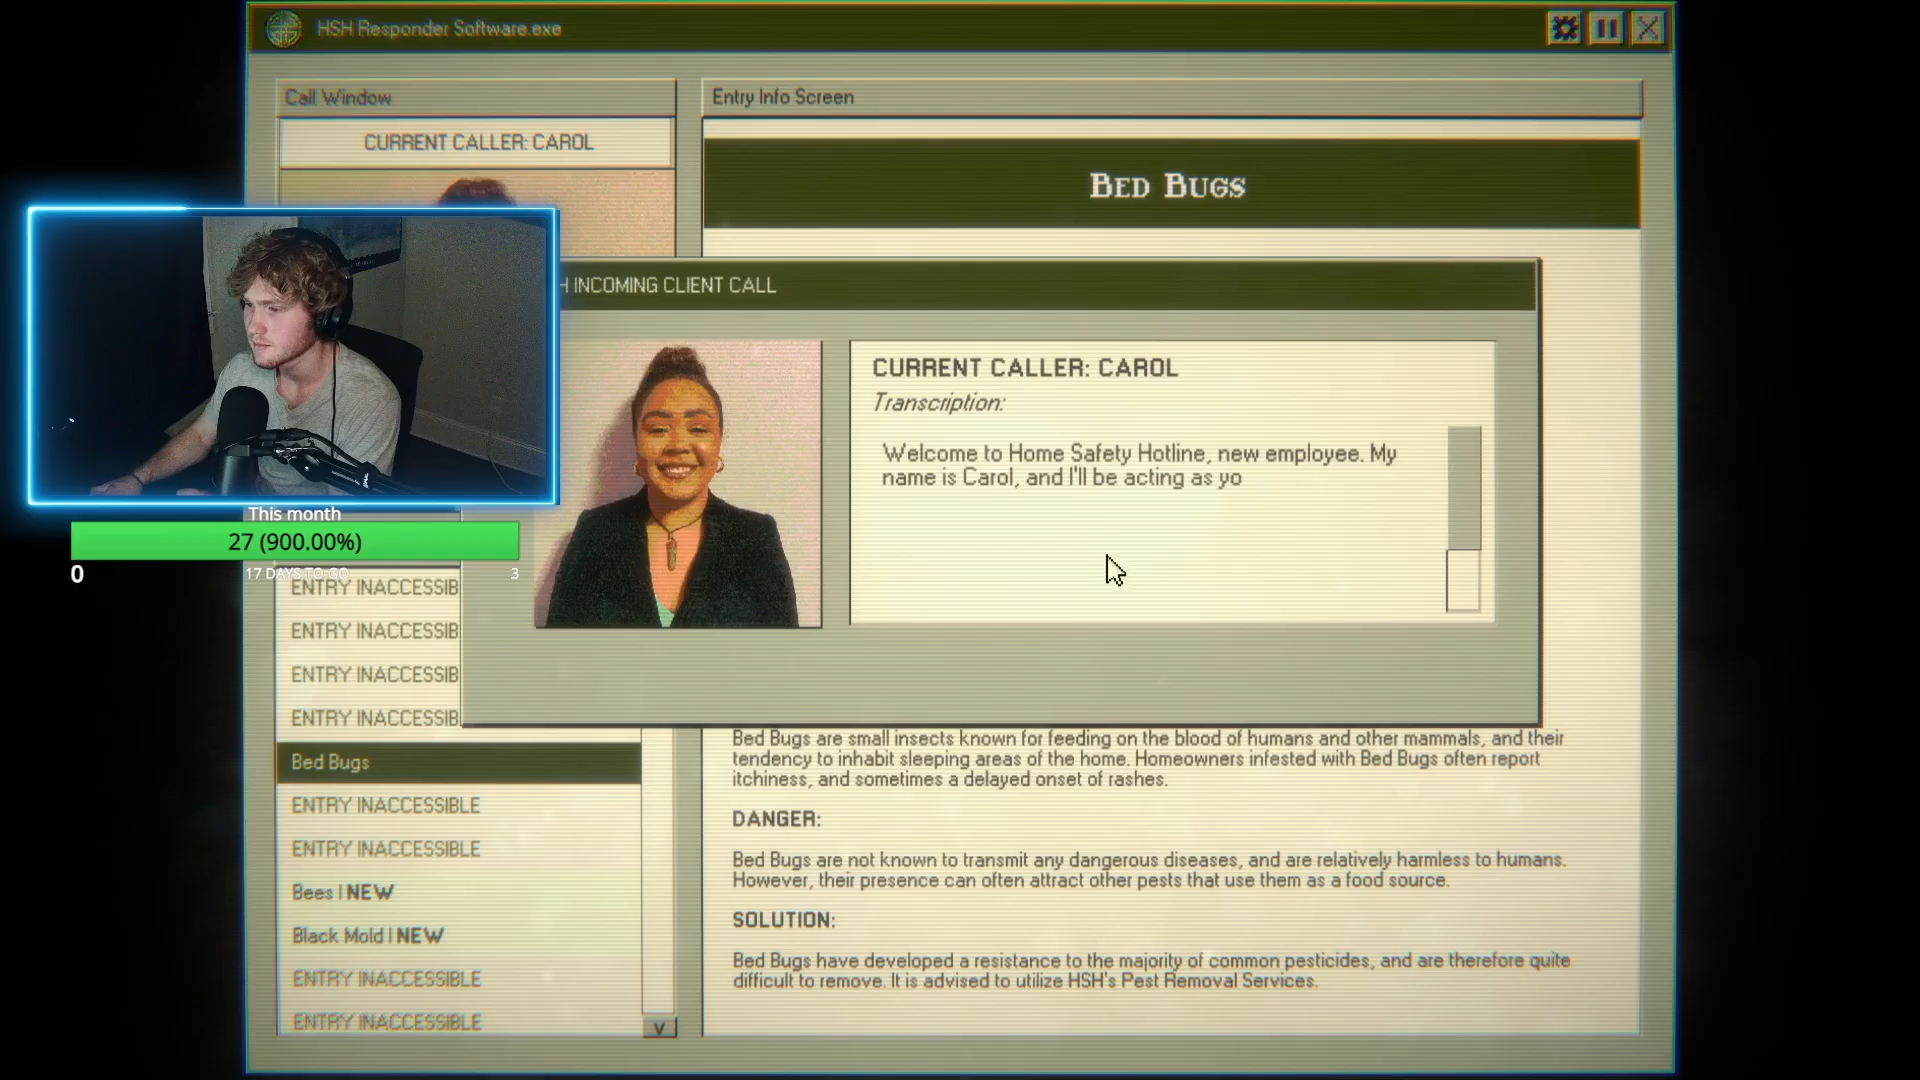 HSH Responder Software.exe
Call Window
CURRENT CALLER: CAROL
Entry Info Screen
BED BUGS
INCOMING CLIENT CALL
CURRENT CALLER: CAROL
Transcription:
Welcome to Home Safety Hotline, new employee. My
name is Carol, and I'll be acting as yo
This month
27 (900.00%)
0
17 DAYS TO GO
3
ENTRY INACCESSIB
ENTRY INACCESSIB
ENTRY INACCESSIB
ENTRY INACCESSIB
Bed Bugs
ENTRY INACCESSIBLE
ENTRY INACCESSIBLE
Bees | NEW
Black Mold | NEW
ENTRY INACCESSIBLE
ENTRY INACCESSIBLE
V
Bed Bugs are small insects known for feeding on the blood of humans and other mammals, and their
tendency to inhabit sleeping areas of the home. Homeowners infested with Bed Bugs often report
itchiness, and sometimes a delayed onset of rashes.
DANGER:
Bed Bugs are not known to transmit any dangerous diseases, and are relatively harmless to humans.
However, their presence can often attract other pests that use them as a food source.
SOLUTION:
Bed Bugs have developed a resistance to the majority of common pesticides, and are therefore quite
difficult to remove. It is advised to utilize HSH's Pest Removal Services.